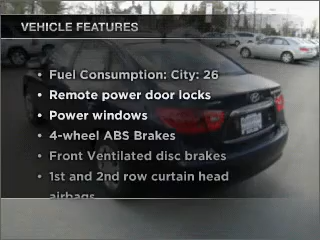 VEHICLE FEATURES
• Fuel Consumption: City: 26
• Remote power door locks
• Power windows
• 4-wheel ABS Brakes
• Front Ventilated disc brakes
• 1st and 2nd row curtain head
airbags